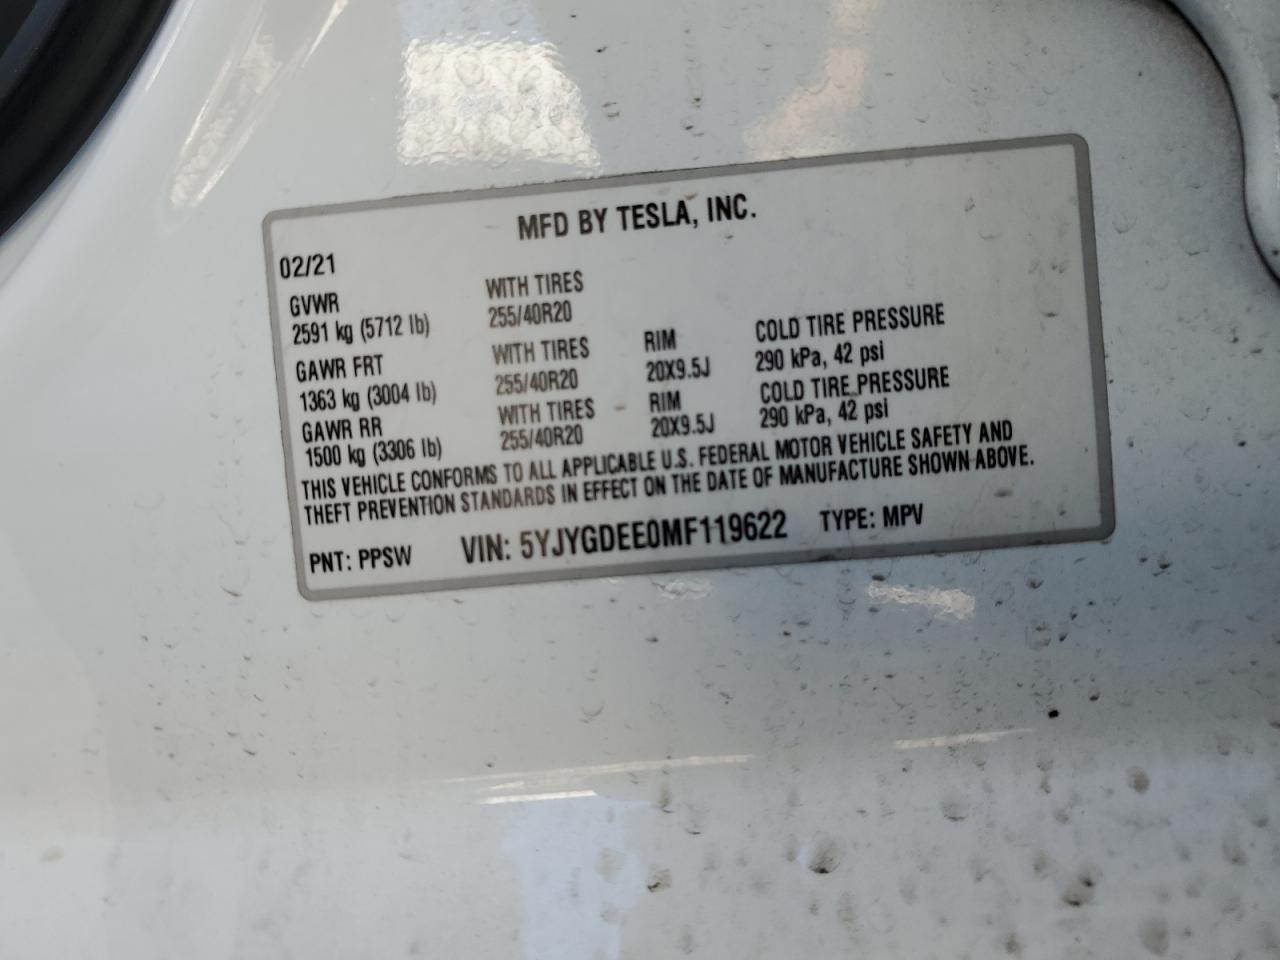 MFD BY TESLA, INC.
02/21
GVWR WITH TIRES
2591 kg (5712 lb) 255/40R20
GAWR FRT WITH TIRES RIM COLD TIRE PRESSURE
1363 kg (3004 lb) 255/40R20 20X9.5J 290 kPa, 42 psi
GAWR RR WITH TIRES RIM COLD TIRE PRESSURE
1500 kg (3306 lb) 255/40R20 20X9.5J 290 kPa, 42 psi
THIS VEHICLE CONFORMS TO ALL APPLICABLE U.S. FEDERAL MOTOR VEHICLE SAFETY AND
THEFT PREVENTION STANDARDS IN EFFECT ON THE DATE OF MANUFACTURE SHOWN ABOVE.
PNT: PPSW VIN: 5YJYGDEE0MF119622 TYPE: MPV